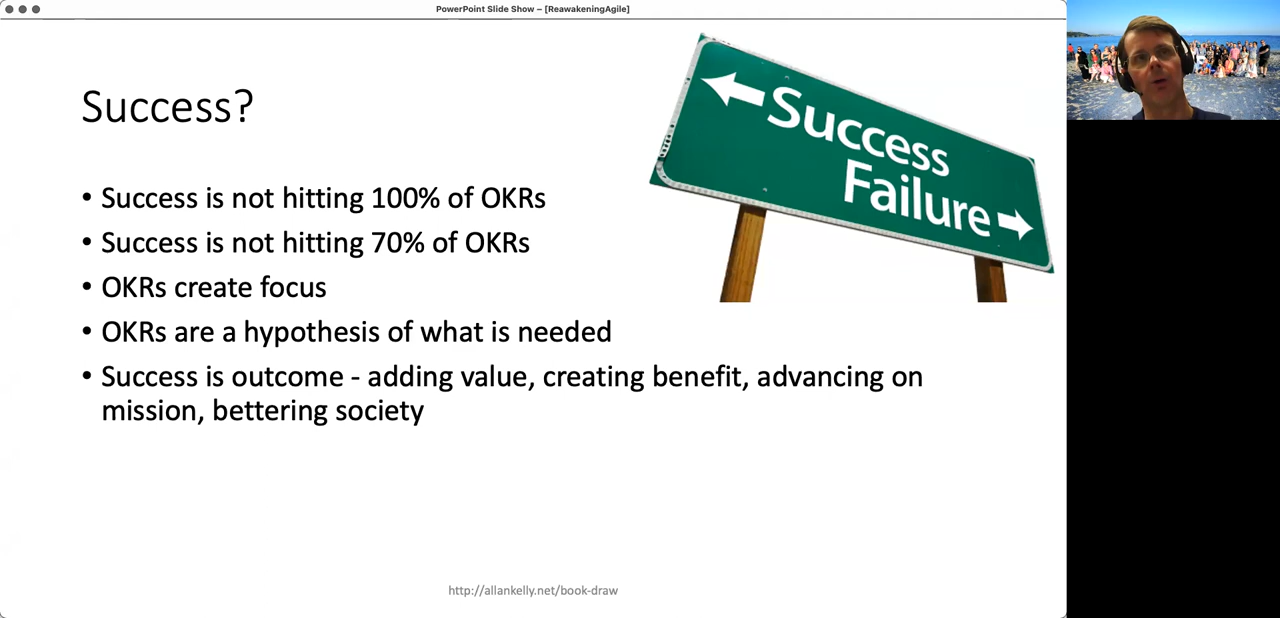 PowerPoint Slide Show – [ReawakeningAgile]
Success?
Success
Failure
• Success is not hitting 100% of OKRs
• Success is not hitting 70% of OKRs
• OKRs create focus
• OKRs are a hypothesis of what is needed
• Success is outcome - adding value, creating benefit, advancing on
mission, bettering society
http://allankelly.net/book-draw